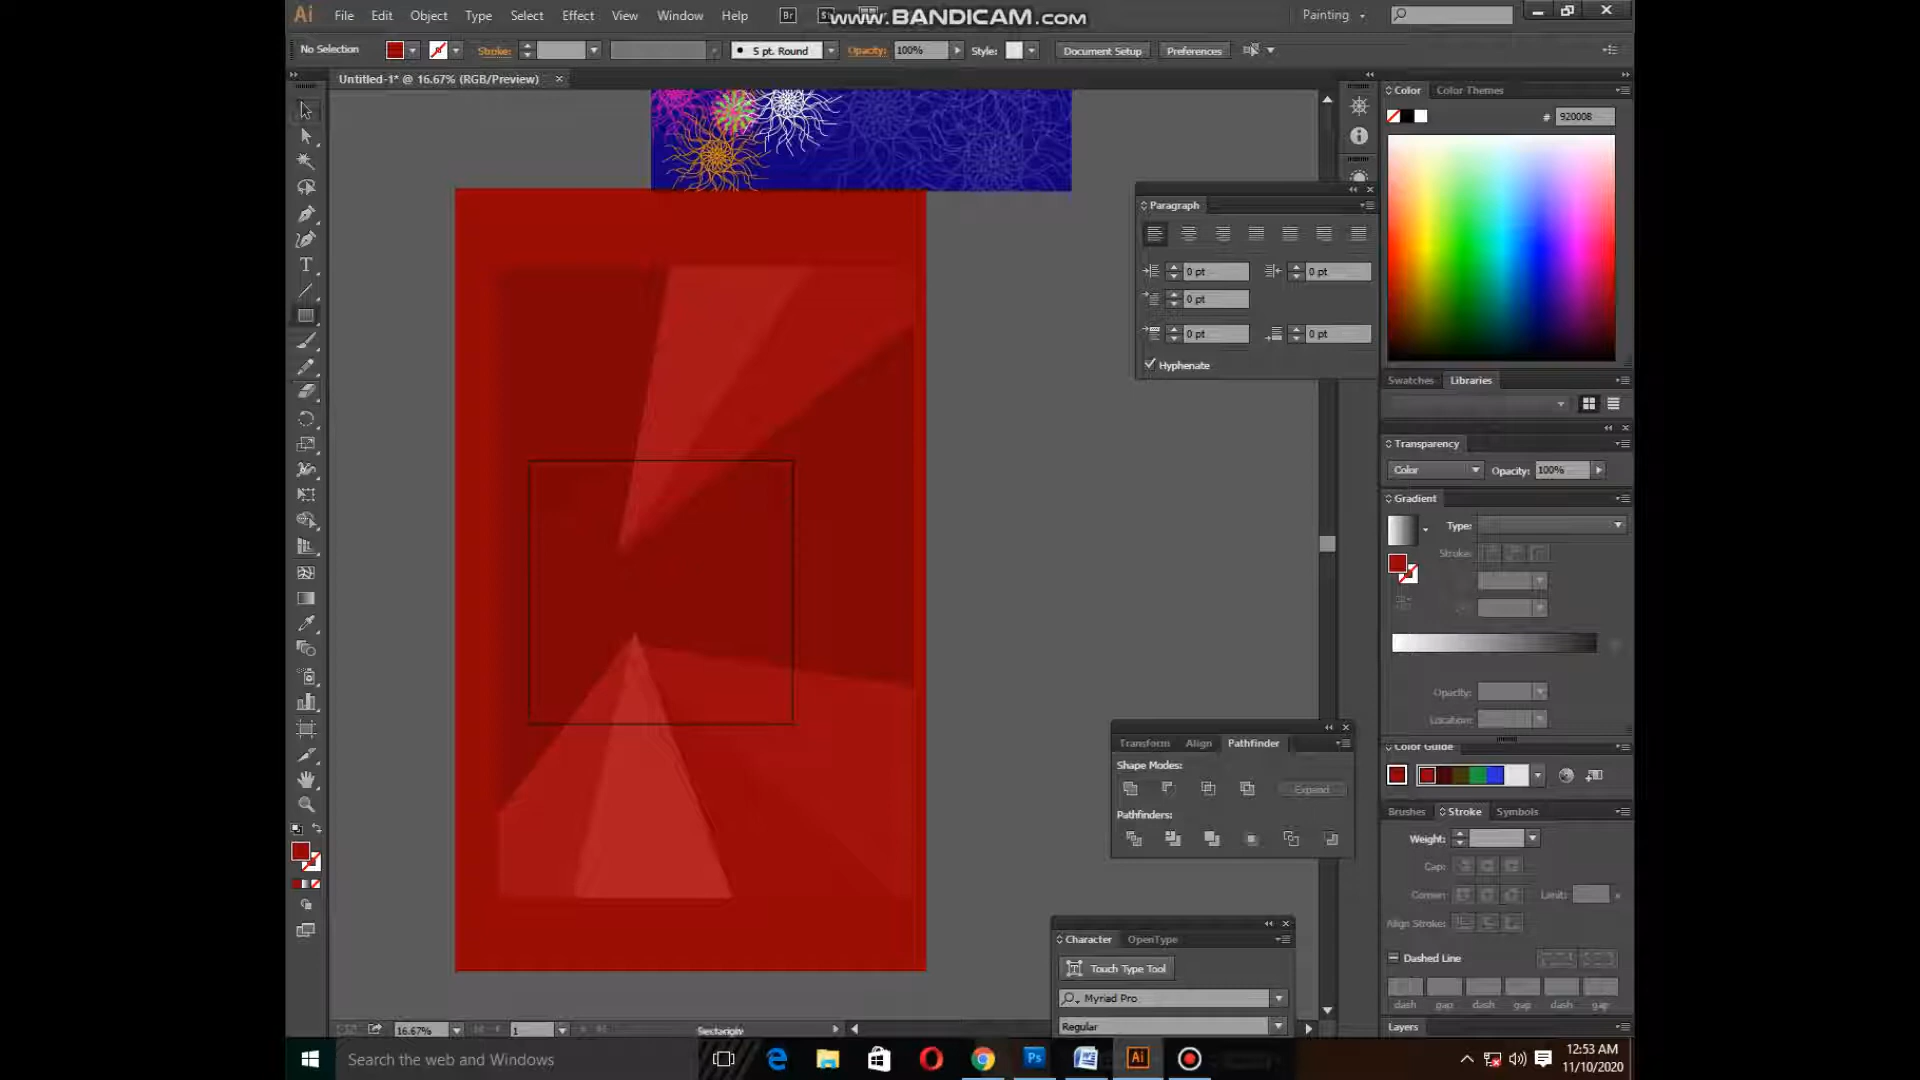 Ai File Edit Object Type Select Effect View Window Help Br St www.BANDICAM.com Painting
No Selection Stroke: 5 pt. Round Opacity: 100% Style: Document Setup Preferences
Untitled-1* @ 16.67% (RGB/Preview)
Color Color Themes
# 920008
Paragraph
0 pt 0 pt
0 pt
0 pt 0 pt
Hyphenate
Swatches Libraries
Transparency
Color Opacity: 100%
Gradient
Type:
Stroke:
Opacity:
Location:
Color Guide
Transform Align Pathfinder
Shape Modes:
Expand
Pathfinders:
Brushes Stroke Symbols
Weight:
Cap:
Corner: Limit:
Align Stroke:
Dashed Line
dash gap dash gap dash gap
Layers
Character OpenType
Touch Type Tool
Myriad Pro
Regular
16.67% 1 Rectangle
Search the web and Windows
Ps Ai
12:53 AM
11/10/2020